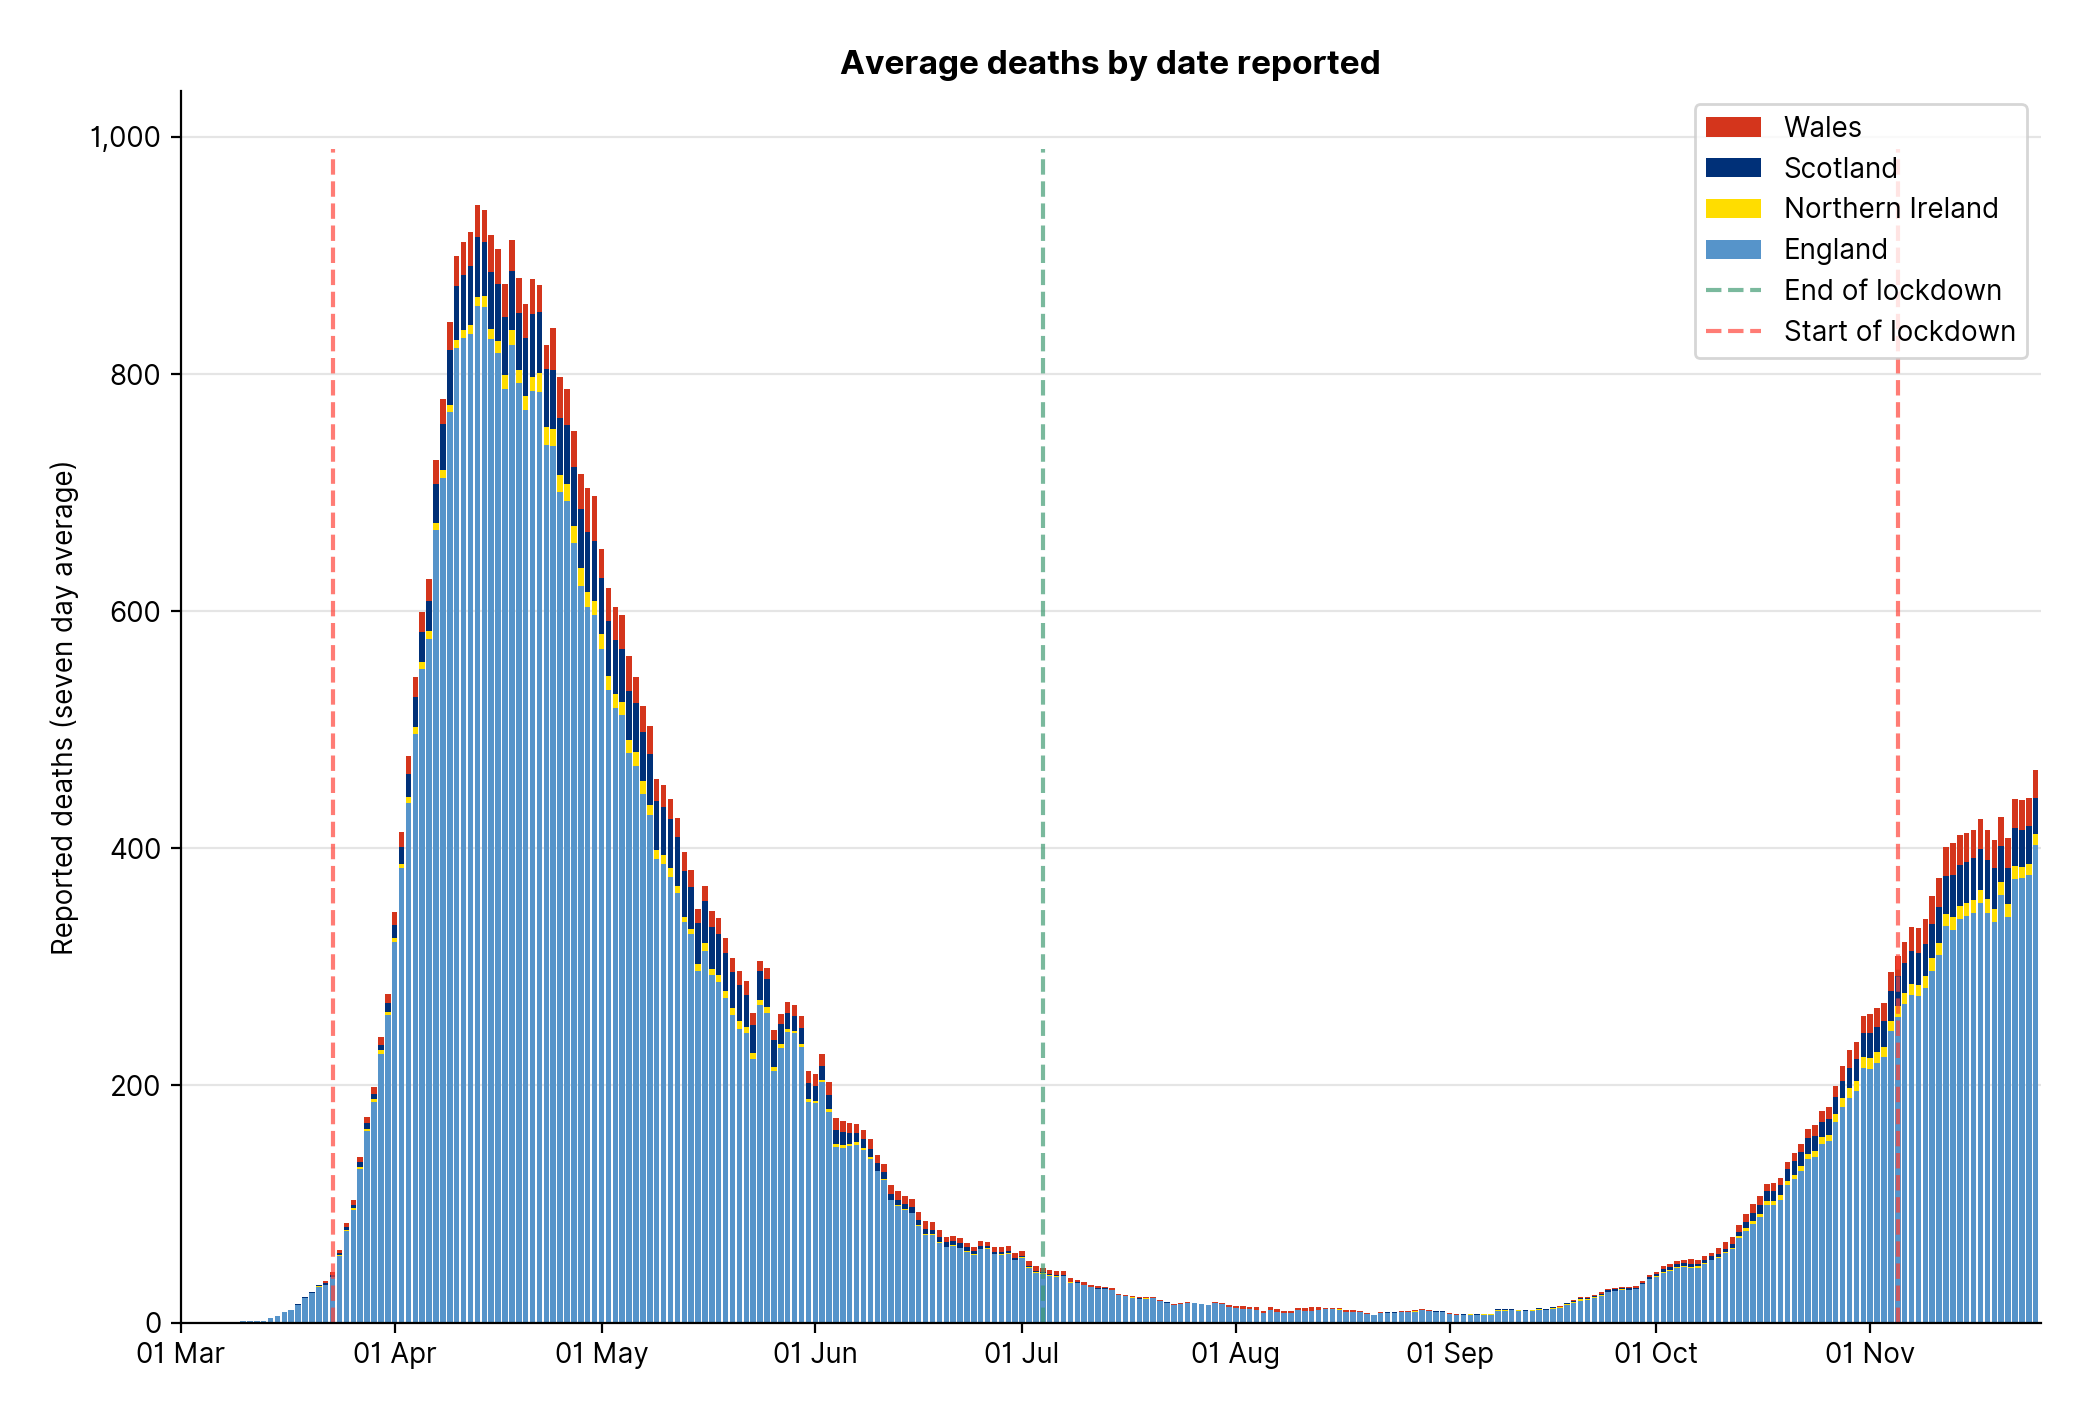 Average deaths by date reported
1,000
800
600
400
200
0
Reported deaths (seven day average)
Wales
Scotland
Northern Ireland
England
End of lockdown
Start of lockdown
01 Mar
01 Apr
01 May
01 Jun
01 Jul
01 Aug
01 Sep
01 Oct
01 Nov